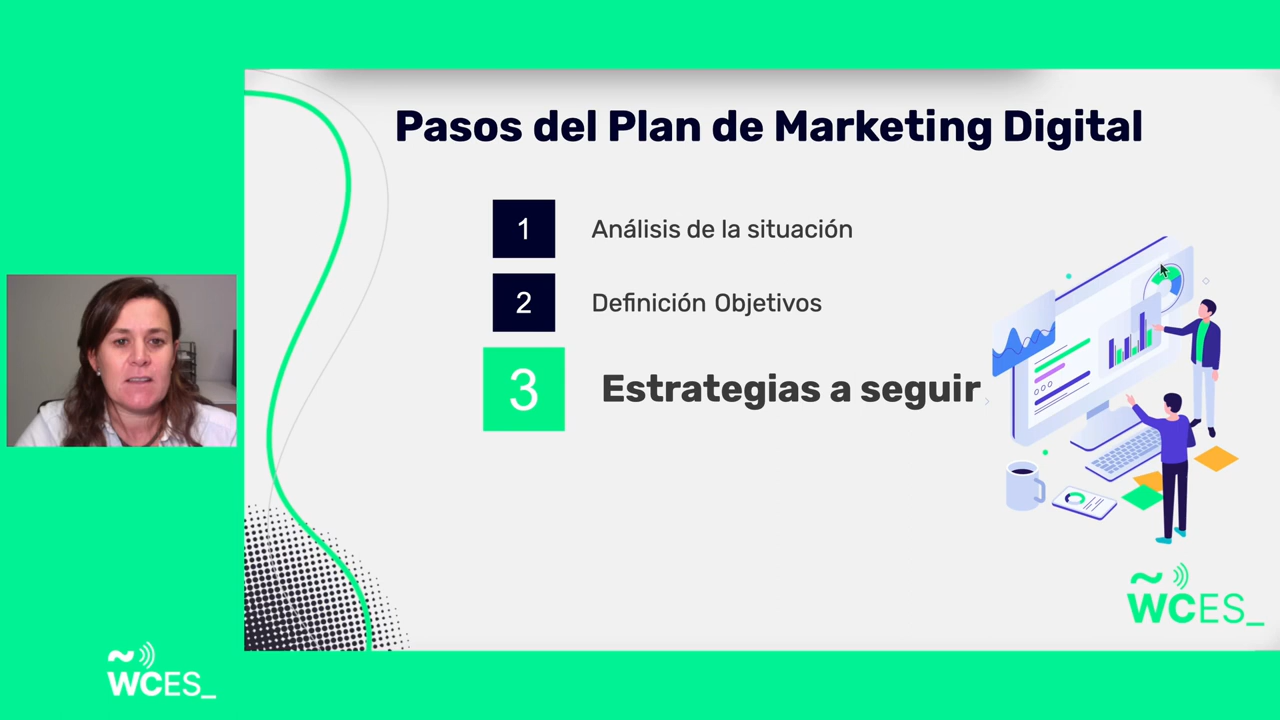 Pasos del Plan de Marketing Digital
1 Análisis de la situación
2 Definición Objetivos
3 Estrategias a seguir
WCES_
WCES_